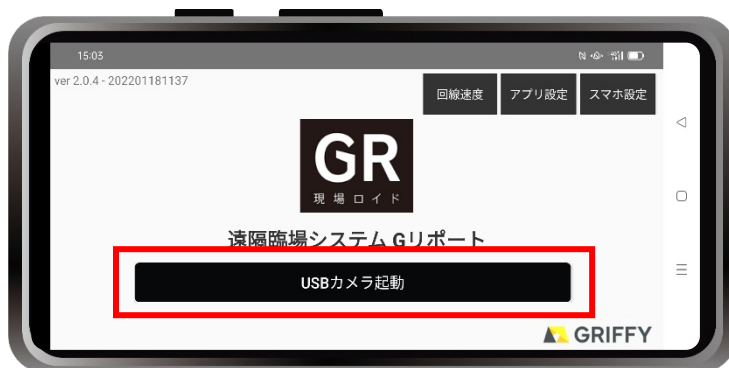 15:03
ver 2.0.4 - 202201181137
回線速度
アプリ設定
スマホ設定
GR
現場ロイド
遠隔臨場システム Gリポート
USBカメラ起動
GRIFFY